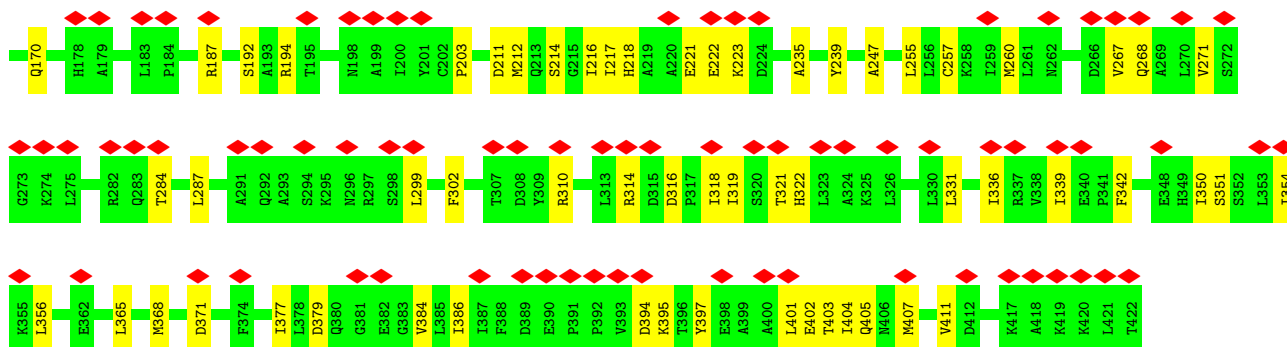 Q170 H178 A179 L183 P184 R187 S192 A193 R194 T195 N198 A199 I200 Y201 C202 P203 D211 M212 Q213 S214 G215 I216 I217 H218 A219 A220 E221 E222 K223 D224 A235 Y239 A247 L255 L256 C257 K258 I259 M260 L261 N262 D266 V267 Q268 A269 L270 V271 S272
G273 K274 L275 R282 Q283 T284 L287 A291 Q292 A293 S294 K295 N296 R297 S298 L299 F302 T307 D308 Y309 R310 L313 R314 D315 D316 P317 I318 I319 S320 T321 H322 L323 A324 K325 L326 L330 L331 I336 R337 V338 I339 E340 P341 F342 E348 H349 I350 S351 S352 L353 I354
K355 L356 E362 L365 M368 D371 F374 I377 L378 D379 Q380 G381 E382 G383 V384 L385 I386 I387 F388 D389 E390 P391 P392 V393 D394 K395 T396 Y397 E398 A399 A400 L401 E402 T403 I404 Q405 N406 M407 V411 D412 K417 A418 K419 K420 L421 T422